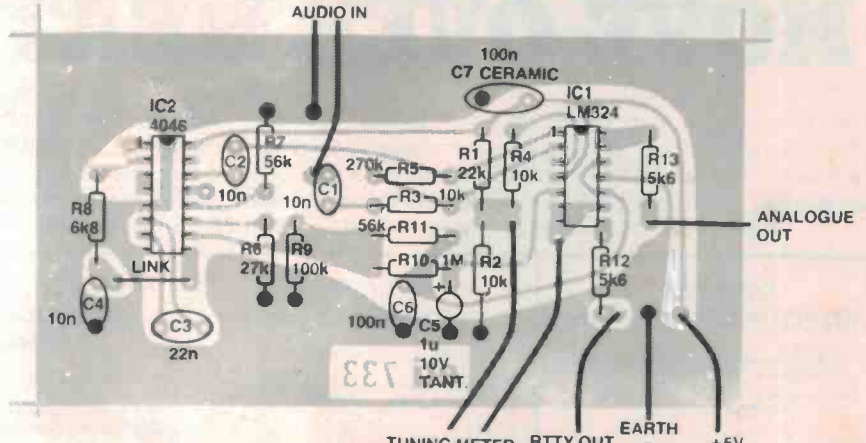 AUDIO IN
100n
C7 CERAMIC
IC2
4046
1
IC1
LM324
1
R7
56k
C2
10n
270k
R5
R1
22k
R4
10k
R13
5k6
10n
C1
R3
10k
R8
6k8
56k
R11
ANALOGUE
OUT
LINK
R6
27k
R9
100k
R10
1M
R2
10k
R12
5k6
C4
10n
C3
22n
C6
100n
+
C5
1u
10V
TANT.
733
TUNING METER
RTTY OUT
EARTH
+5V